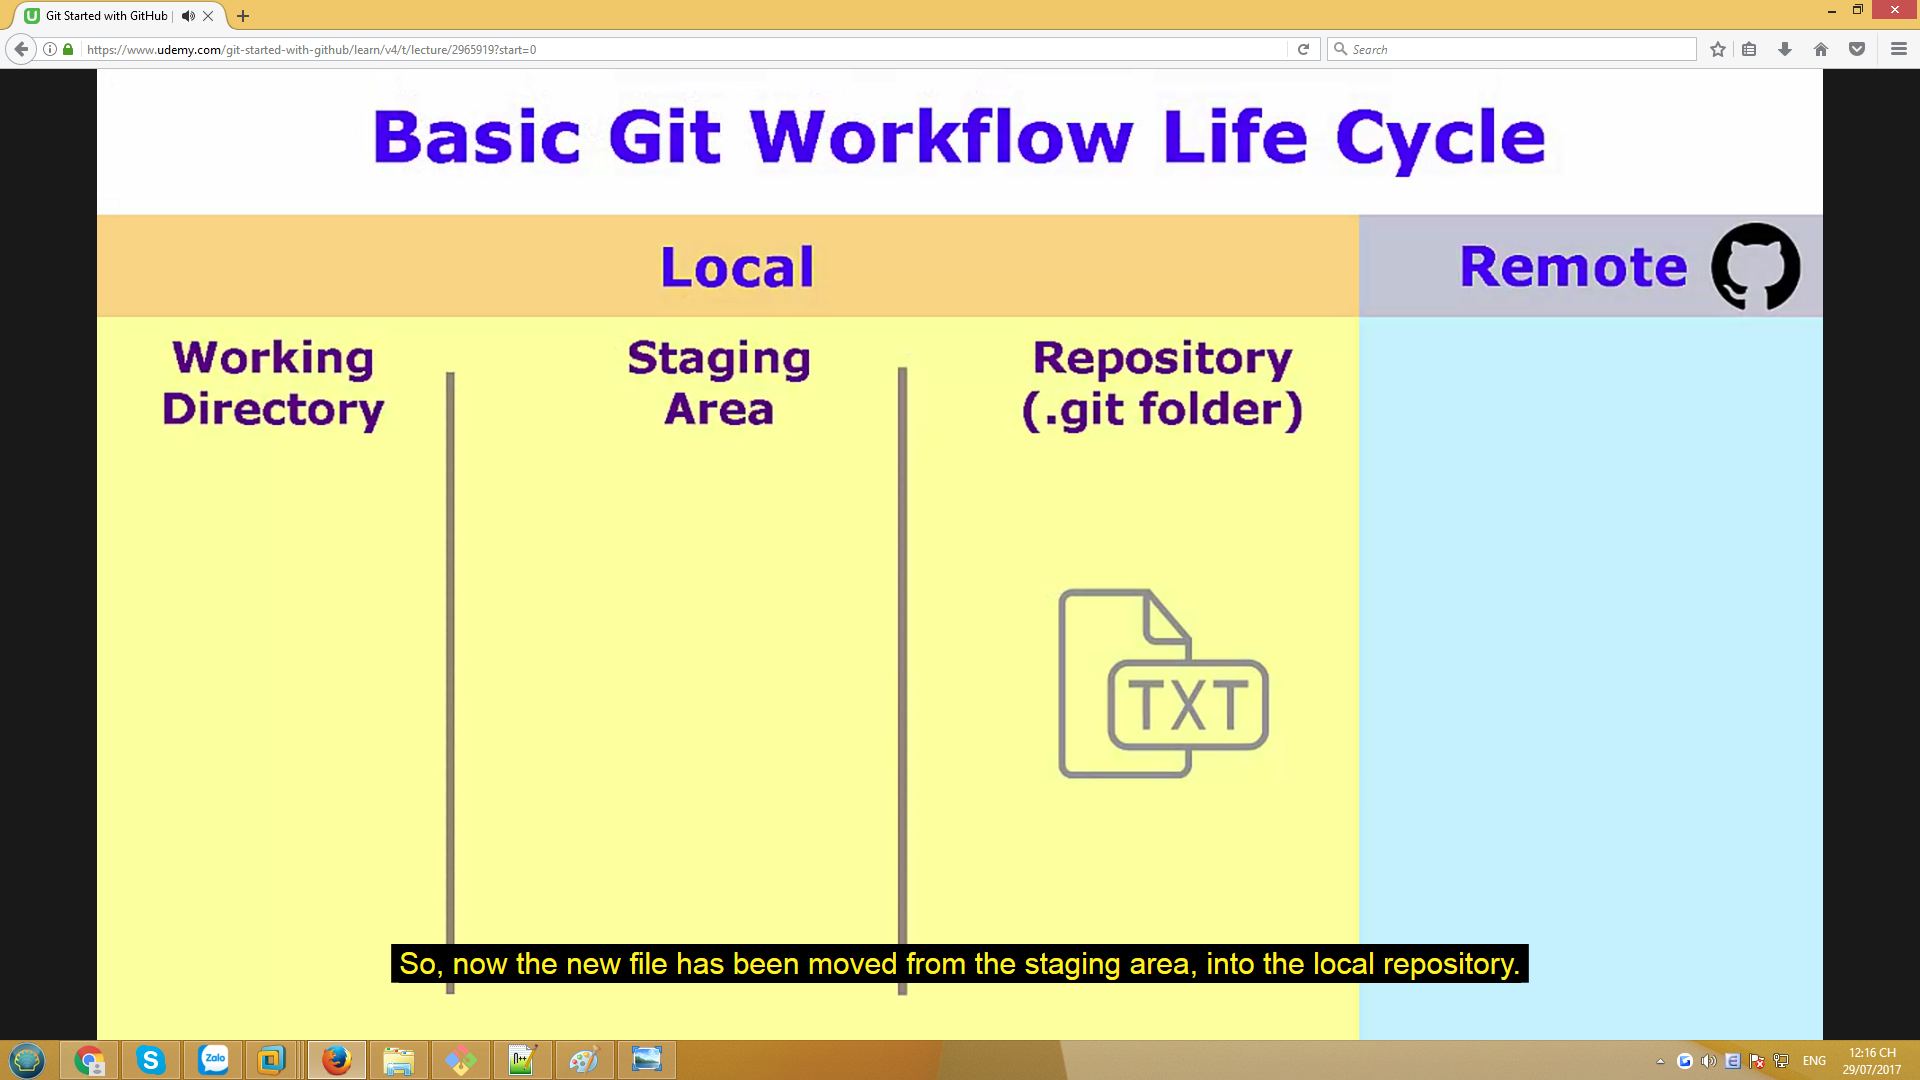 Git Started with GitHub |
https://www.udemy.com/git-started-with-github/learn/v4/t/lecture/2965919?start=0
Search
Basic Git Workflow Life Cycle
Local
Remote
Working
Directory
Staging
Area
Repository
(.git folder)
TXT
So, now the new file has been moved from the staging area, into the local repository.
Zalo
ENG
12:16 CH
29/07/2017